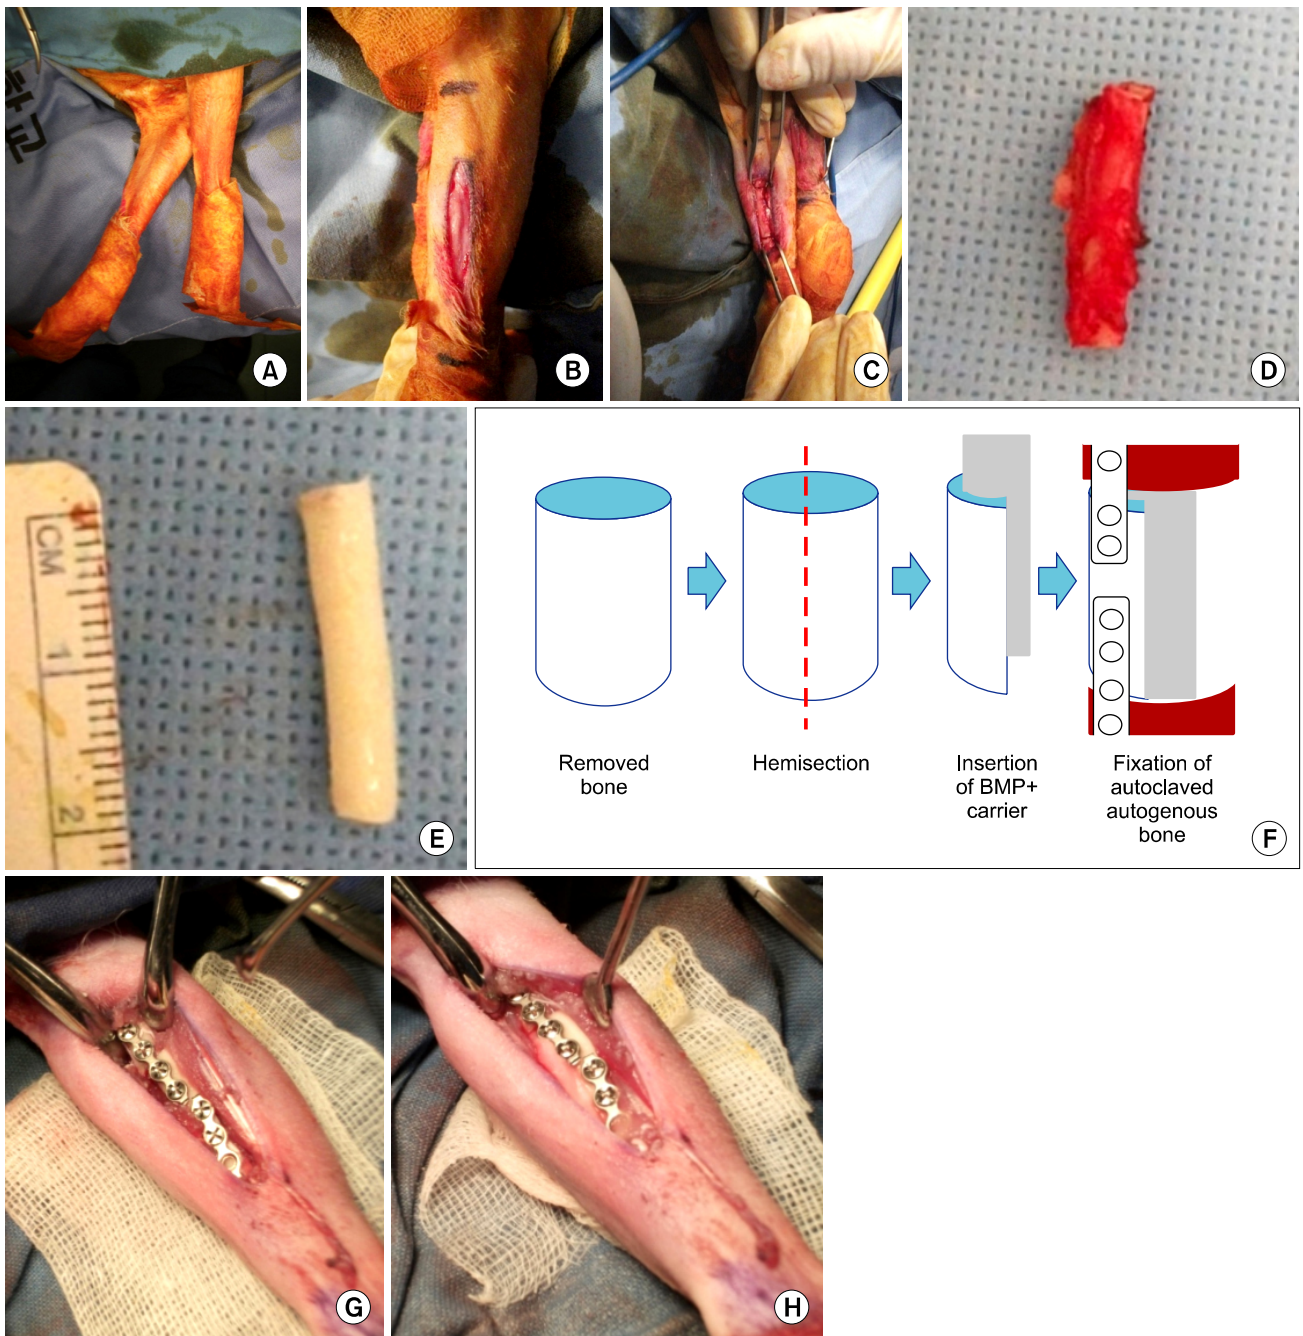 A
B
C
D
CM
1
2
E
Removed
bone
Hemisection
Insertion
of BMP+
carrier
Fixation of
autoclaved
autogenous
bone
F
G
H